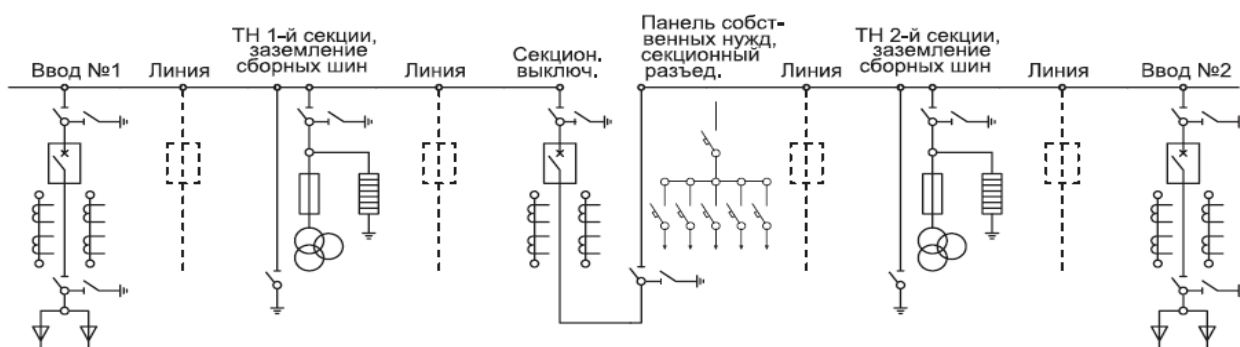 Ввод №1
Линия
ТН 1-й секции,
заземление
сборных шин
Линия
Секцион.
выключ.
Панель собст-
венных нужд,
секционный
разъед.
Линия
ТН 2-й секции,
заземление
сборных шин
Линия
Ввод №2